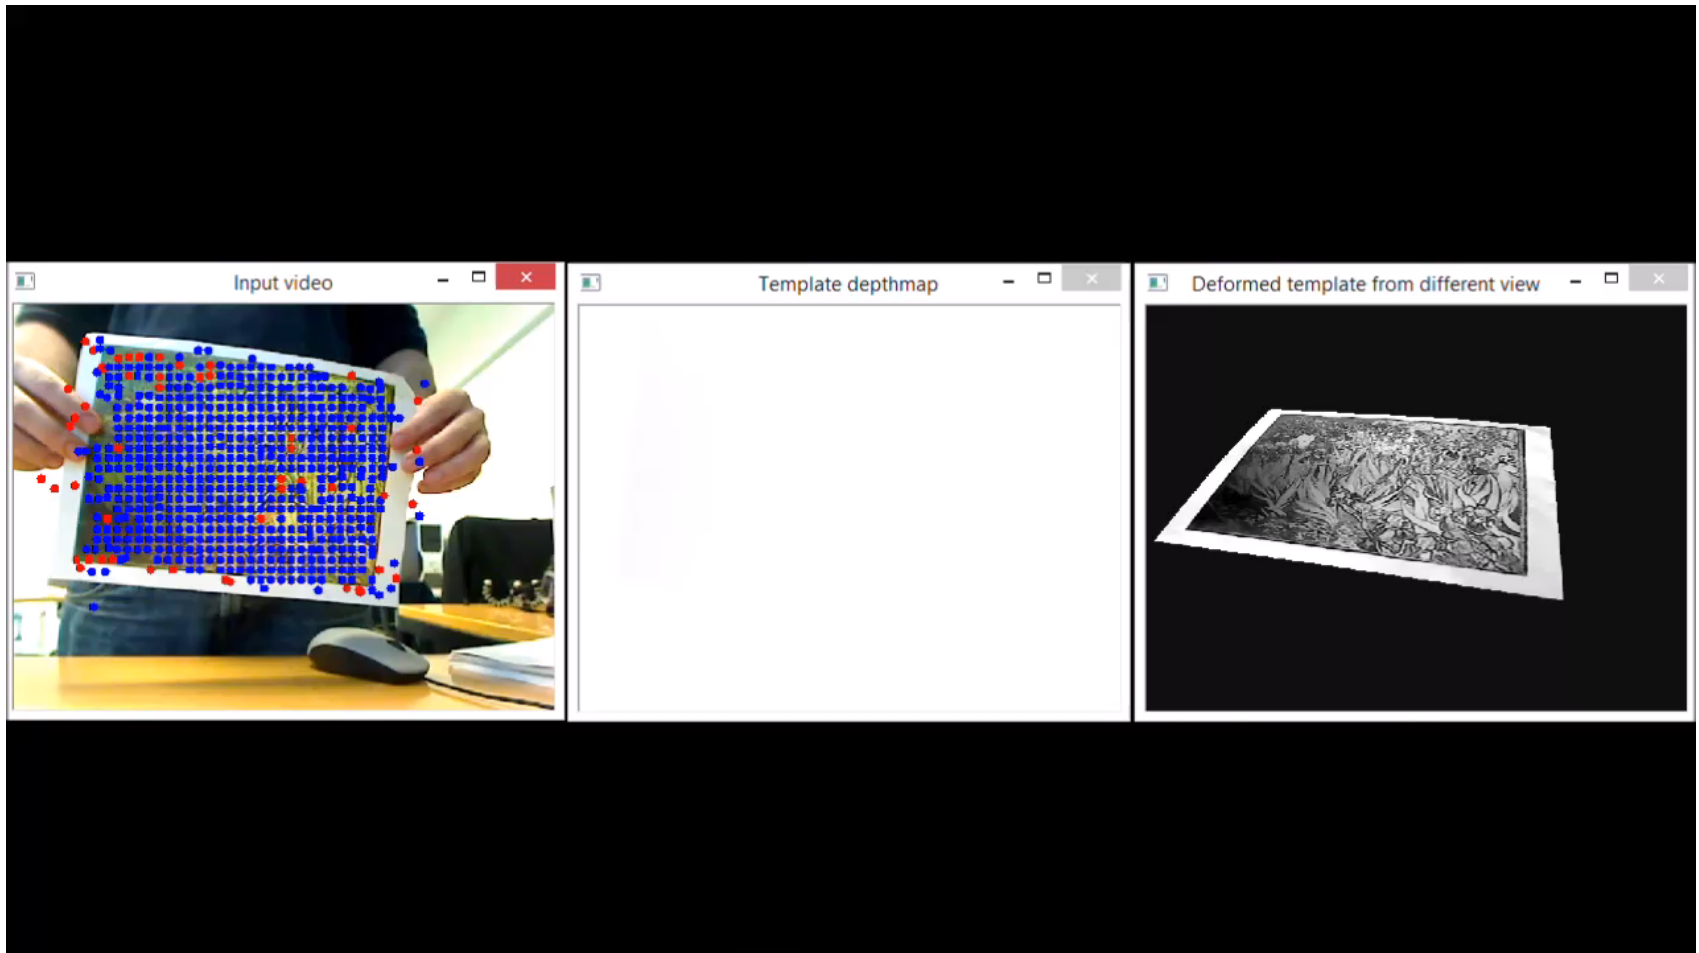 Input video
Template depthmap
Deformed template from different view